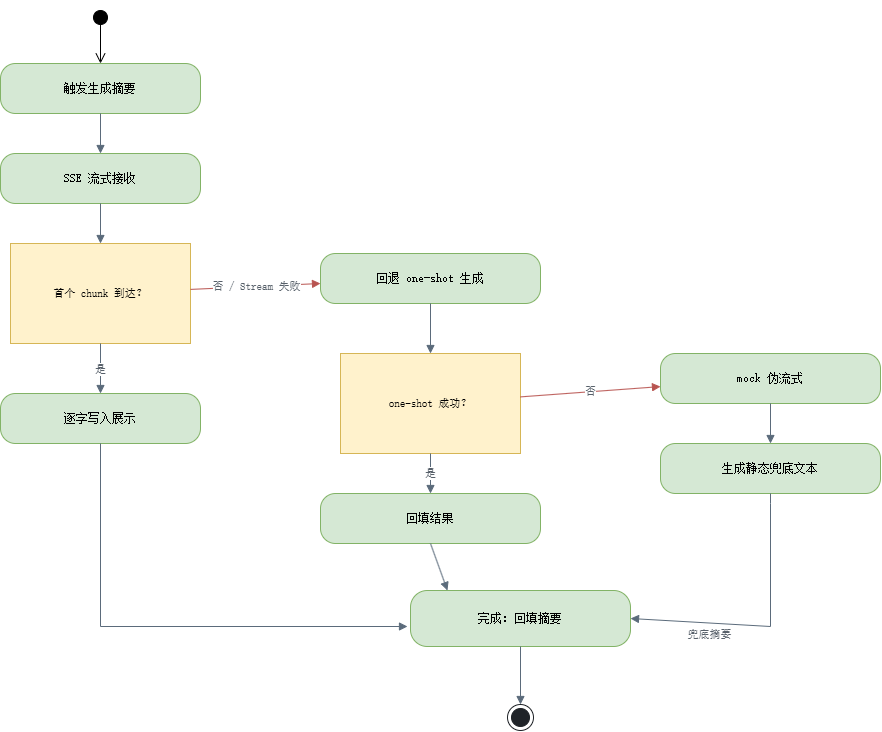 触发生成摘要
SSE 流式接收
首个 chunk 到达?
否 / Stream 失败
回退 one-shot 生成
是
one-shot 成功?
否
mock 伪流式
逐字写入展示
生成静态兜底文本
是
回填结果
完成: 回填摘要
兜底摘要